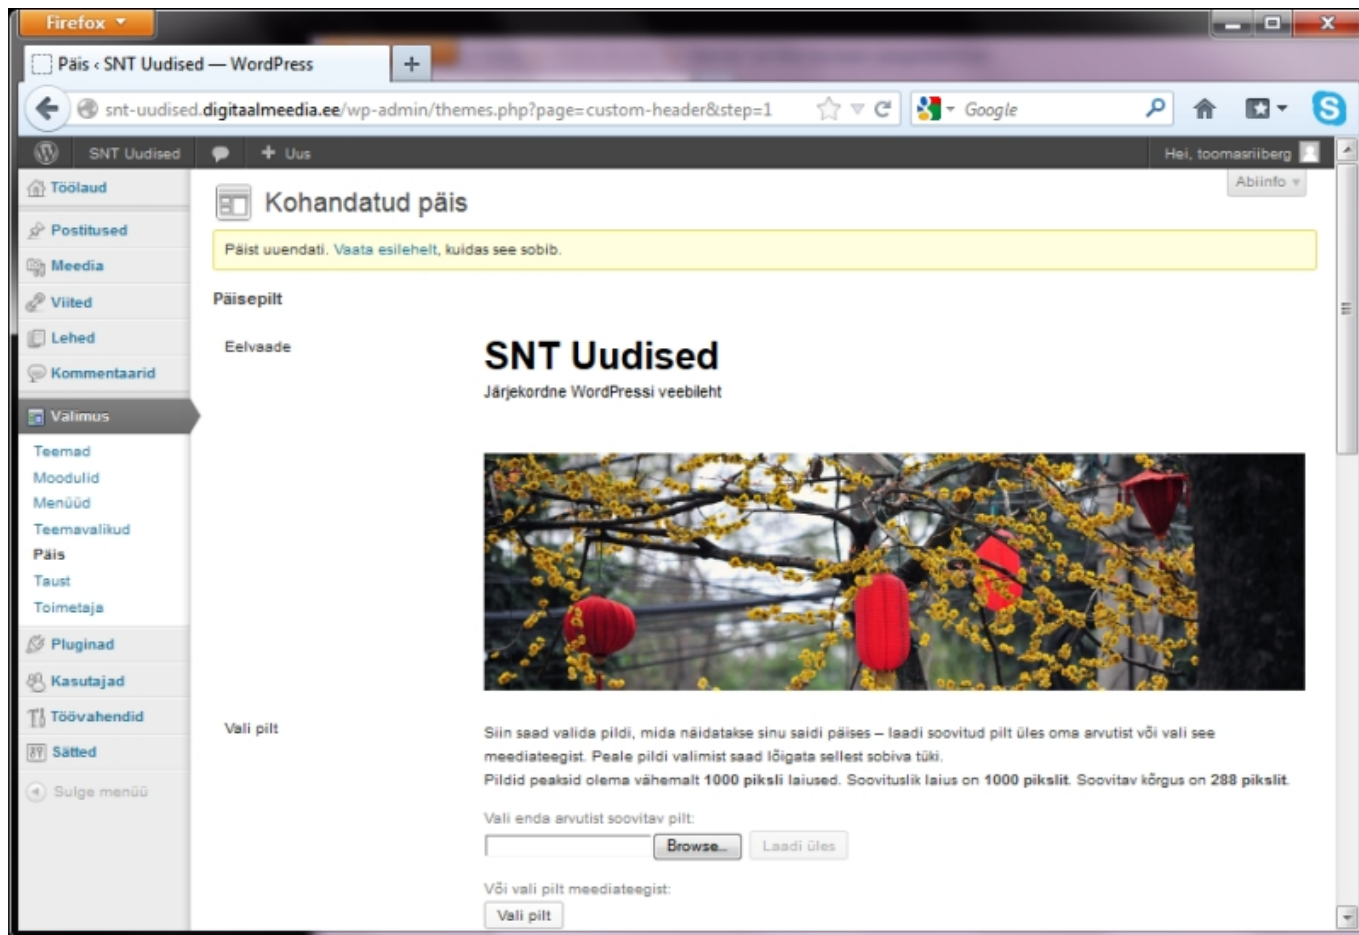 Firefox
Päis ‹ SNT Uudised — WordPress
snt-uudised.digitaalmeedia.ee/wp-admin/themes.php?page=custom-header&step=1
Google
SNT Uudised
+ Uus
Hei, toomasriiberg
Abiinfo
Töölaud
Postitused
Meedia
Viited
Lehed
Kommentaarid
Välimus
Teemad
Moodulid
Menüüd
Teemavalikud
Päis
Taust
Toimetaja
Pluginad
Kasutajad
Töövahendid
Sätted
Sulge menüü
Kohandatud päis
Päist uuendati. Vaata esilehelt, kuidas see sobib.
Päisepilt
Eelvaade
SNT Uudised
Järjekordne WordPressi veebileht
Vali pilt
Siin saad valida pildi, mida näidatakse sinu saidi päises – laadi soovitud pilt üles oma arvutist või vali see
meediateegist. Peale pildi valimist saad lõigata sellest sobiva tüki.
Pildid peaksid olema vähemalt 1000 piksli laiused. Soovituslik laius on 1000 pikslit. Soovitav kõrgus on 288 pikslit.
Vali enda arvutist soovitav pilt:
Browse...
Laadi üles
Või vali pilt meediateegist:
Vali pilt